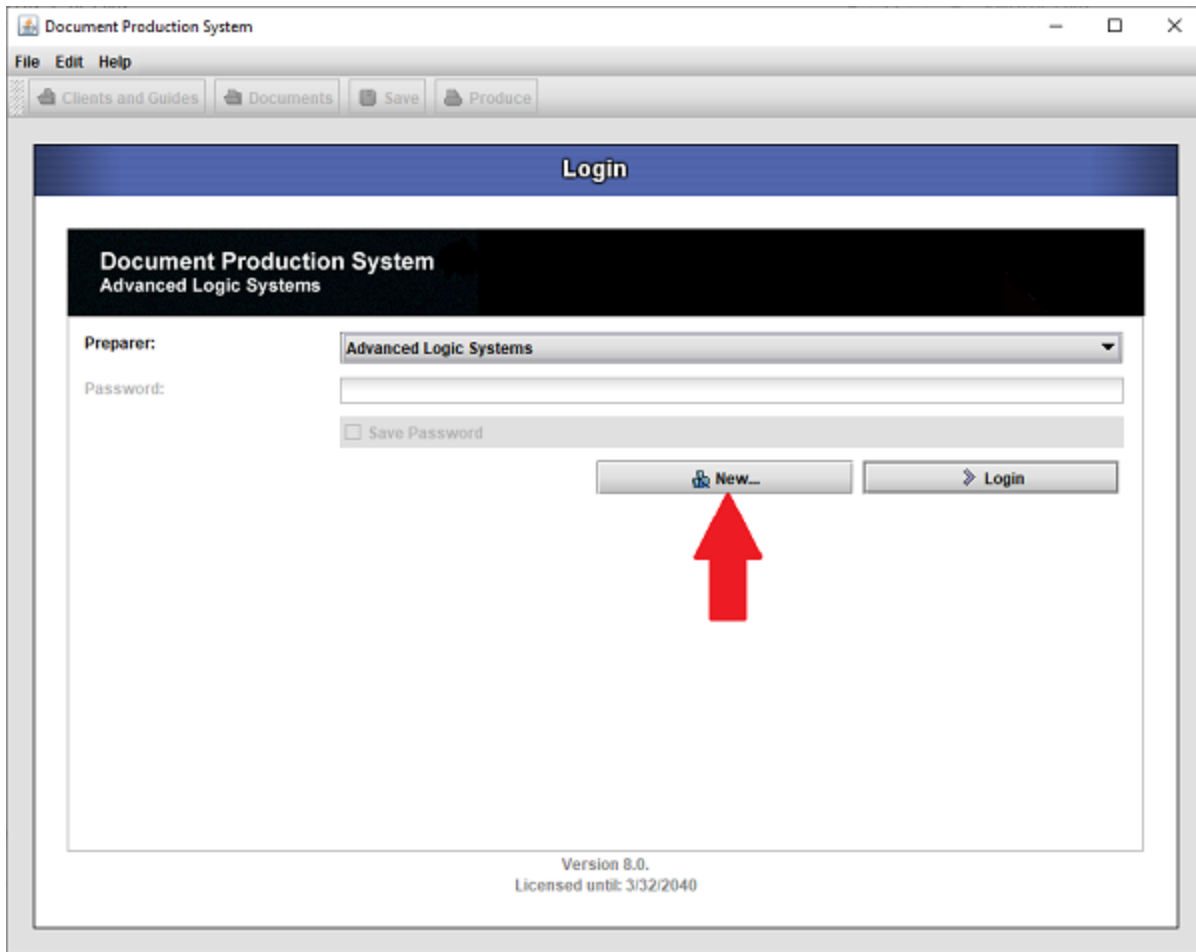 Document Production System
File Edit Help
Clients and Guides Documents Save Produce
Login
Document Production System
Advanced Logic Systems
Preparer: Advanced Logic Systems
Password:
Save Password
New... Login
Version 8.0.
Licensed until: 3/32/2040